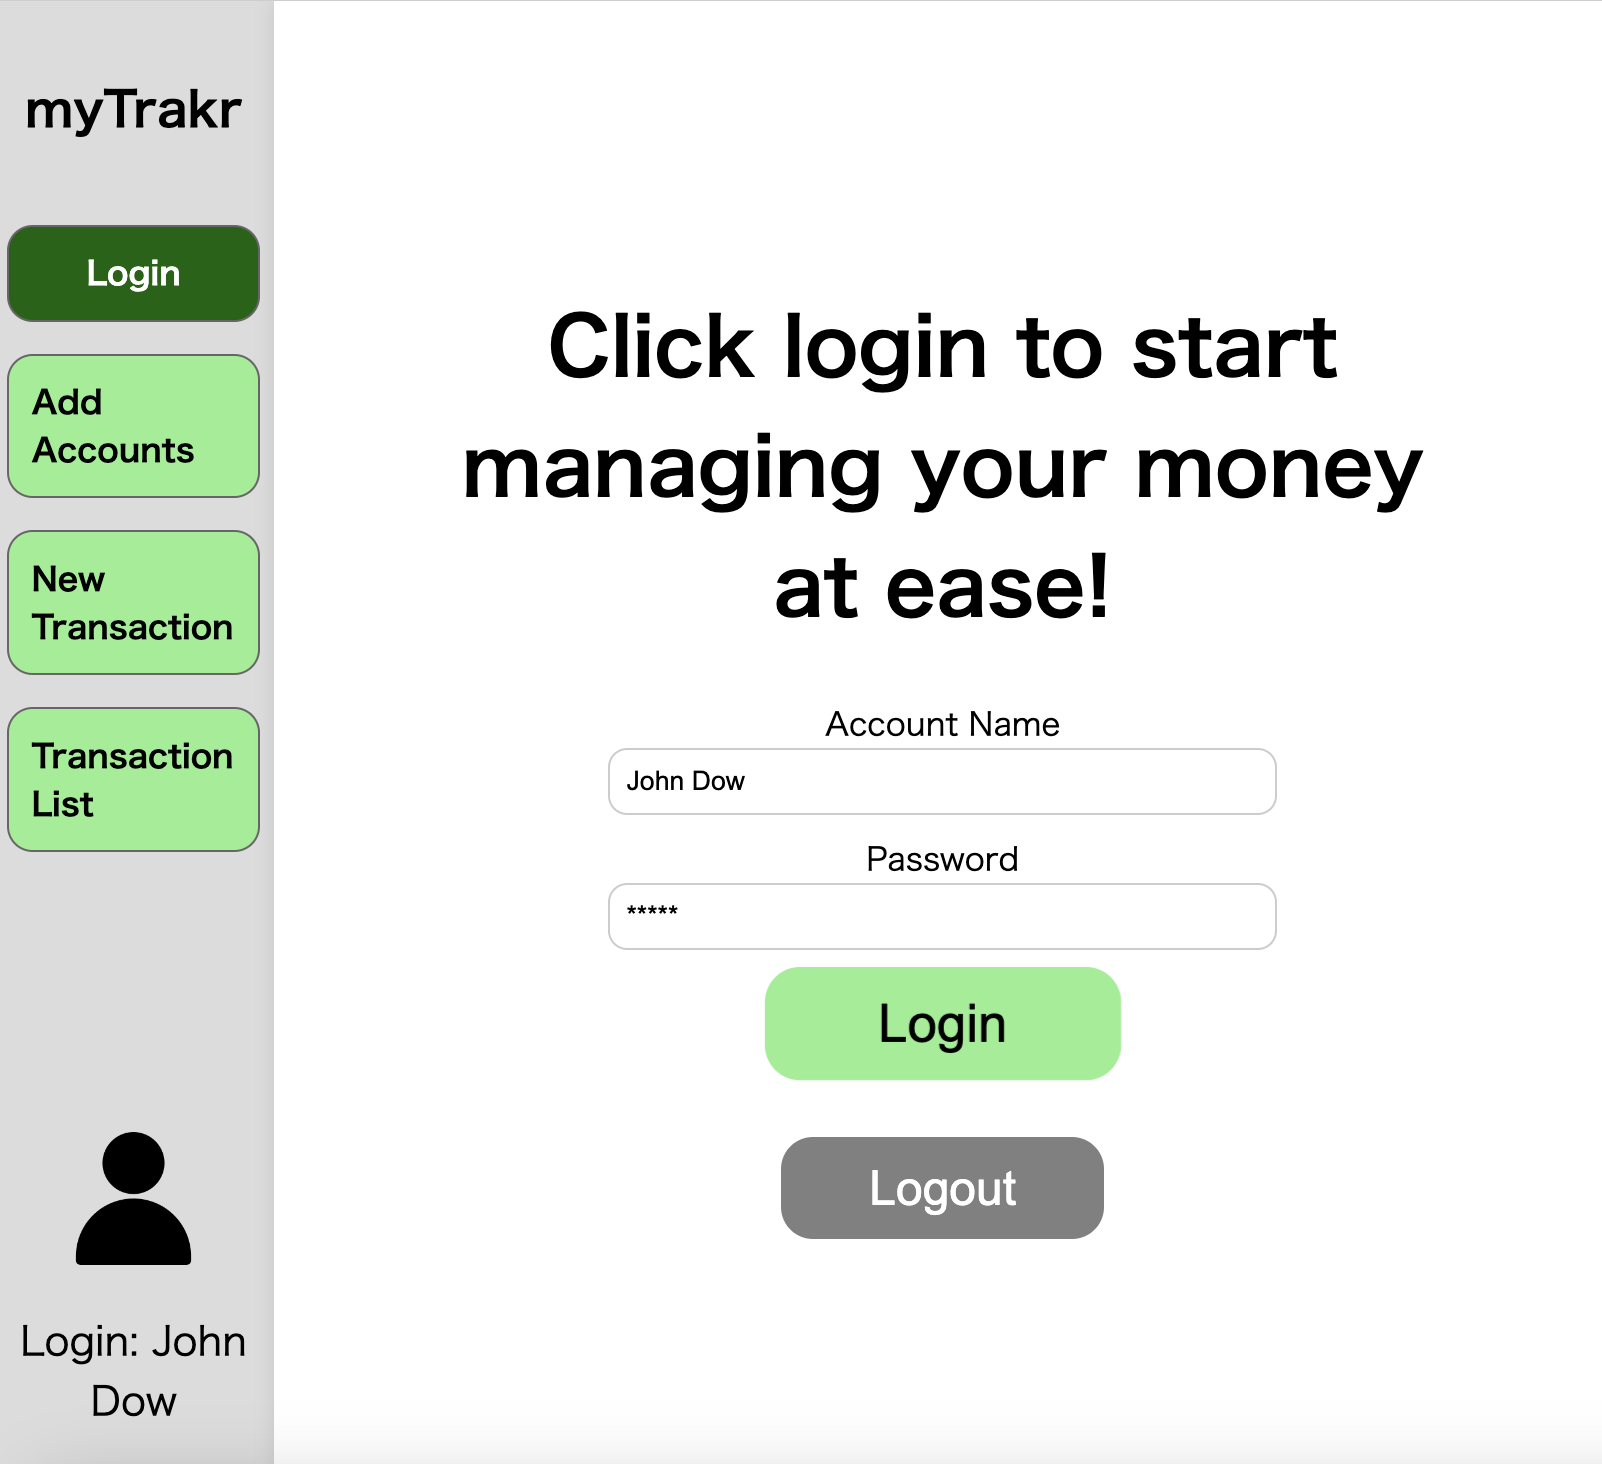 myTrakr
Login
Add
Accounts
New
Transaction
Transaction
List
Login: John
Dow
Click login to start
managing your money
at ease!
Account Name
John Dow
Password
*****
Login
Logout